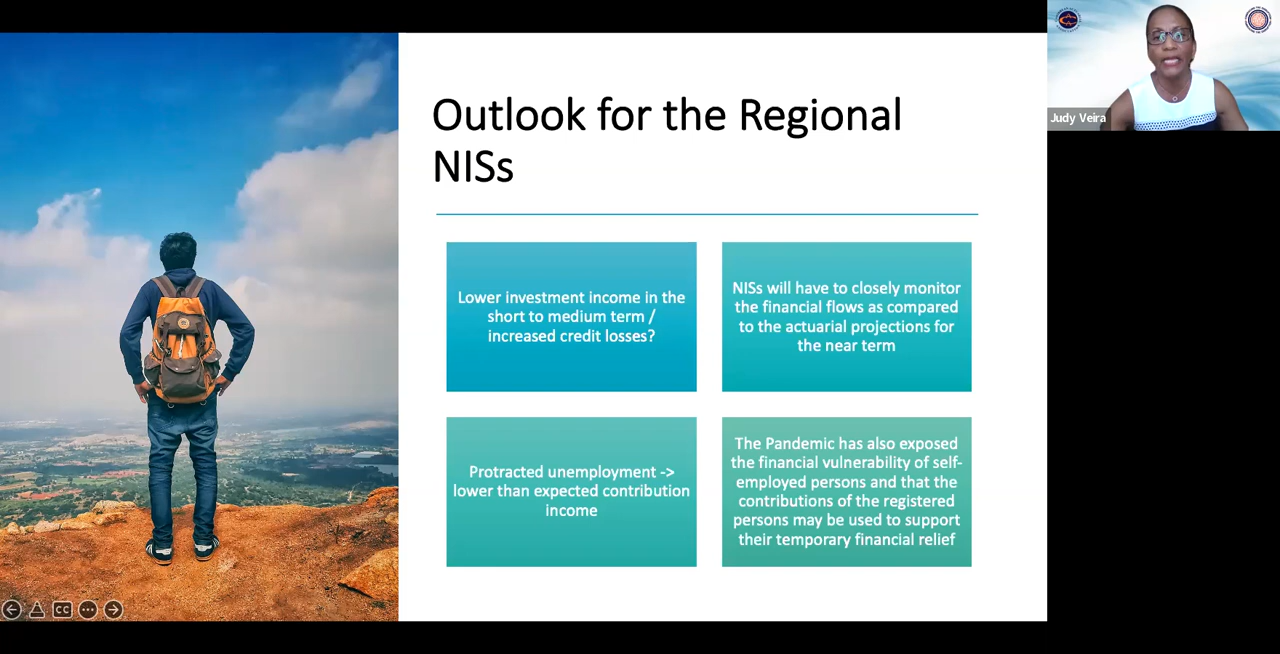 Outlook for the Regional
NISs
Lower investment income in the
short to medium term /
increased credit losses?
NISs will have to closely monitor
the financial flows as compared
to the actuarial projections for
the near term
Protracted unemployment ->
lower than expected contribution
income
The Pandemic has also exposed
the financial vulnerability of self-
employed persons and that the
contributions of the registered
persons may be used to support
their temporary financial relief
Judy Veira
CC